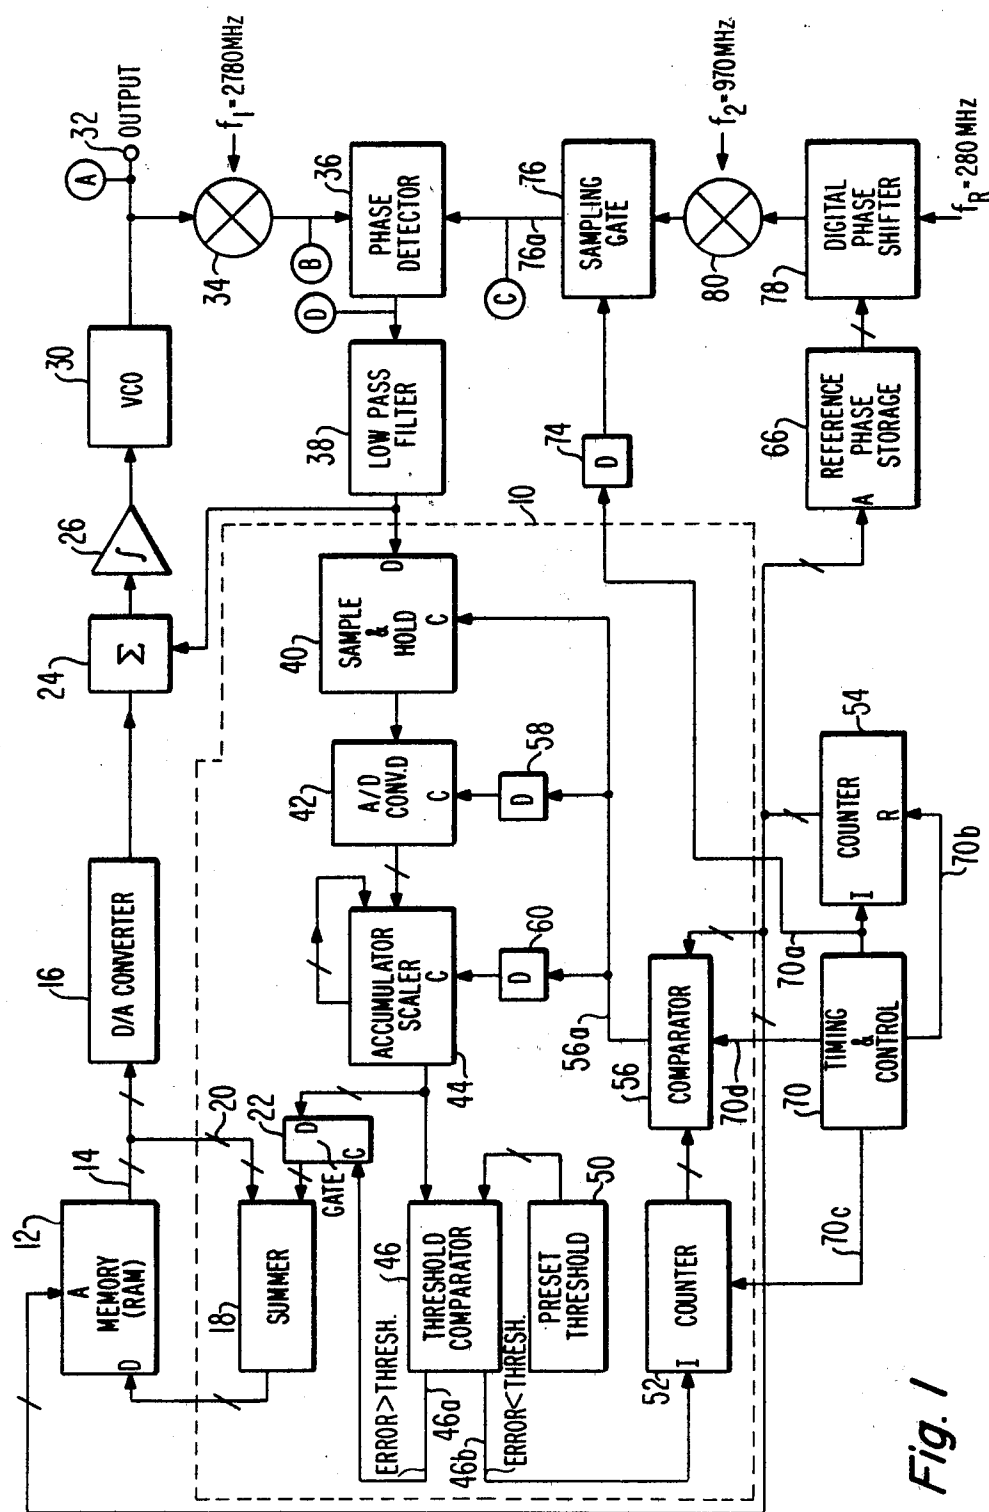 12
A
MEMORY
(RAM)
D
14
20
16
D/A CONVERTER
24
Σ
26
∫
30
VCO
A
32
OUTPUT
34
f1=2780MHz
B
36
PHASE
DETECTOR
D
38
LOW PASS
FILTER
10
18
SUMMER
22
D
C
GATE
44
ACCUMULATOR
SCALER
C
42
A/D
CONV.D
C
40
SAMPLE
&
HOLD
D
C
46
THRESHOLD
COMPARATOR
ERROR>THRESH.
46a
46b
ERROR<THRESH.
50
PRESET
THRESHOLD
60
D
58
D
56a
74
D
C
76a
76
SAMPLING
GATE
52
COUNTER
I
56
COMPARATOR
70d
80
f2=970MHz
70c
70
TIMING
&
CONTROL
70a
70b
54
COUNTER
I
R
66
REFERENCE
PHASE
STORAGE
A
78
DIGITAL
PHASE
SHIFTER
fR=280MHz
Fig. 1